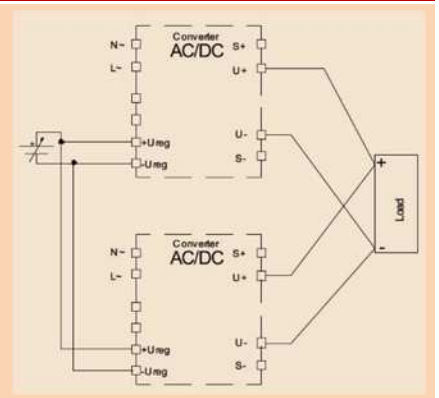 Converter
AC/DC
N~
S+
L~
U+
U-
+Ureg
-Ureg
S-
+
+
Load
-
Converter
AC/DC
N~
S+
L~
U+
U-
+Ureg
-Ureg
S-